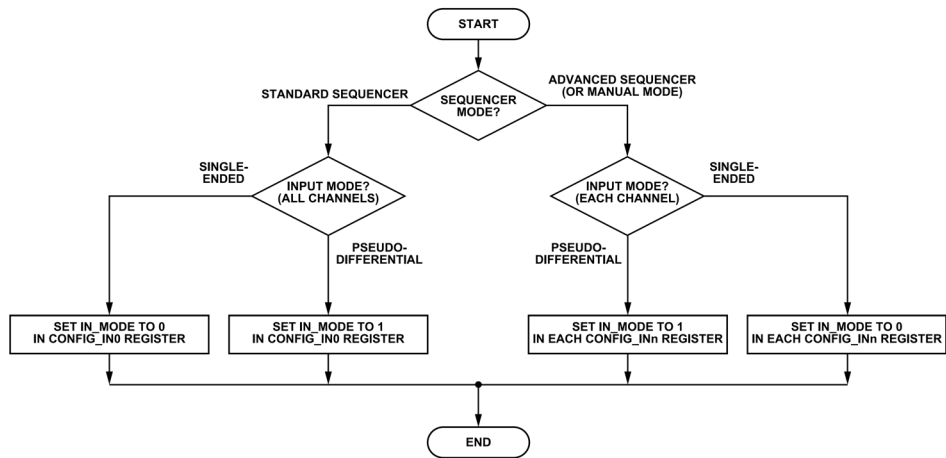 START
STANDARD SEQUENCER
SEQUENCER
MODE?
ADVANCED SEQUENCER
(OR MANUAL MODE)
SINGLE-
ENDED
INPUT MODE?
(ALL CHANNELS)
INPUT MODE?
(EACH CHANNEL)
SINGLE-
ENDED
PSEUDO-
DIFFERENTIAL
PSEUDO-
DIFFERENTIAL
SET IN_MODE TO 0
IN CONFIG_IN0 REGISTER
SET IN_MODE TO 1
IN CONFIG_IN0 REGISTER
SET IN_MODE TO 1
IN EACH CONFIG_INn REGISTER
SET IN_MODE TO 0
IN EACH CONFIG_INn REGISTER
END